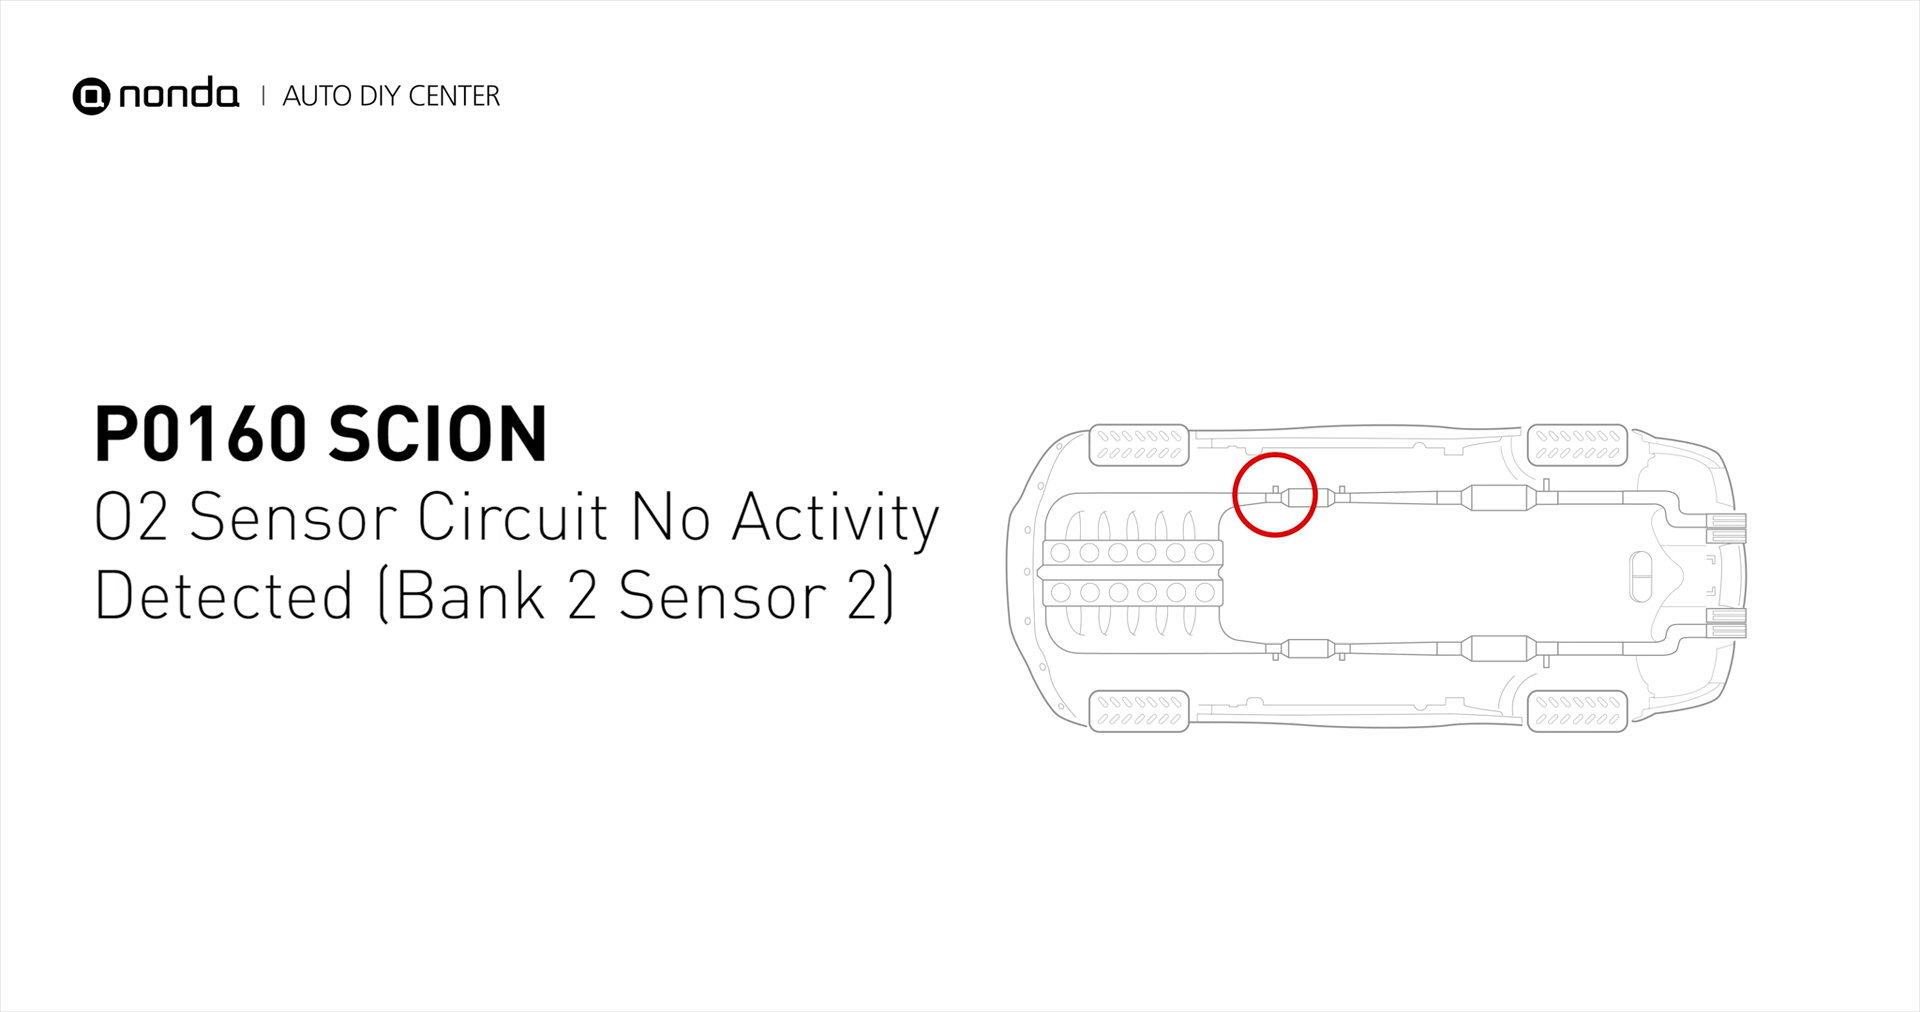 nonda | AUTO DIY CENTER
P0160 SCION
O2 Sensor Circuit No Activity
Detected (Bank 2 Sensor 2)